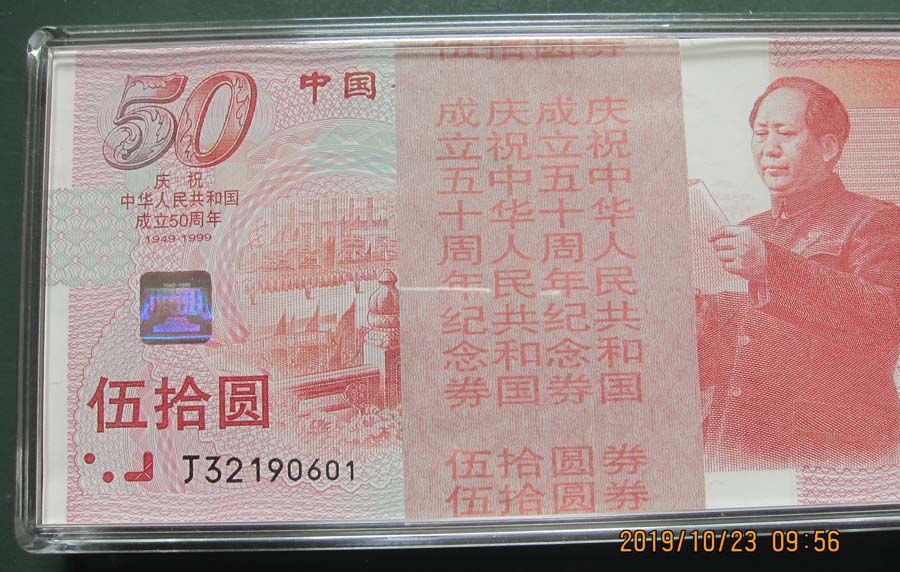 50
庆祝
中华人民共和国
成立50周年
1949-1999
伍拾圆
J32190601
中国
伍拾圆券
庆祝中华人民共和国
成立五十周年纪念券
庆祝中华人民共和国
成立五十周年纪念券
伍拾圆券
伍拾圆券
2019/10/23 09:56